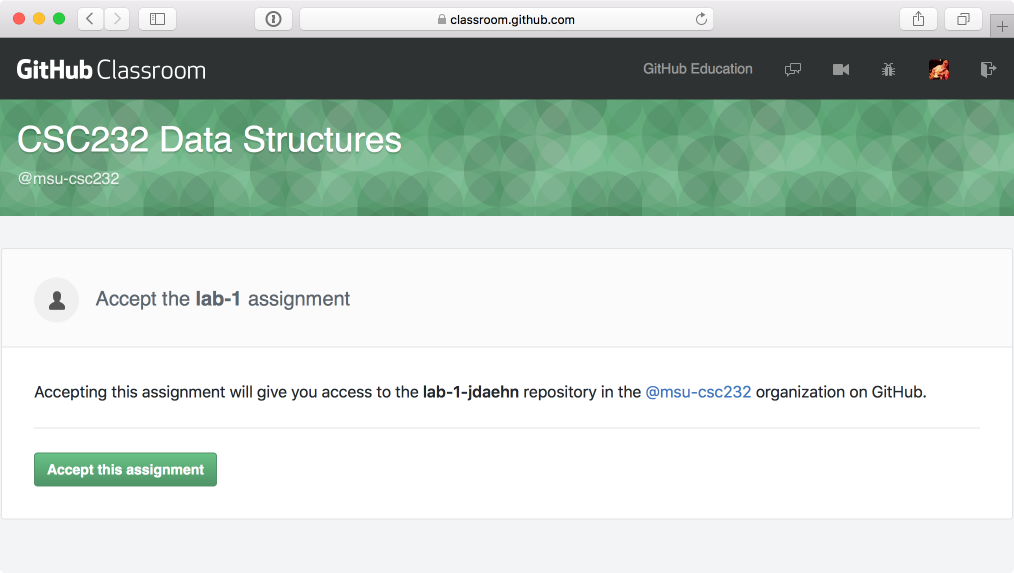 classroom.github.com
GitHub Classroom
GitHub Education
CSC232 Data Structures
@msu-csc232
Accept the lab-1 assignment
Accepting this assignment will give you access to the lab-1-jdaehn repository in the @msu-csc232 organization on GitHub.
Accept this assignment